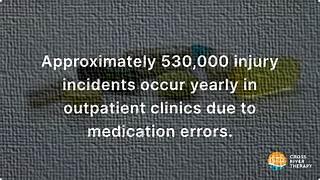 Approximately 530,000 injury
incidents occur yearly in
outpatient clinics due to
medication errors.
CROSS
RIVER
THERAPY